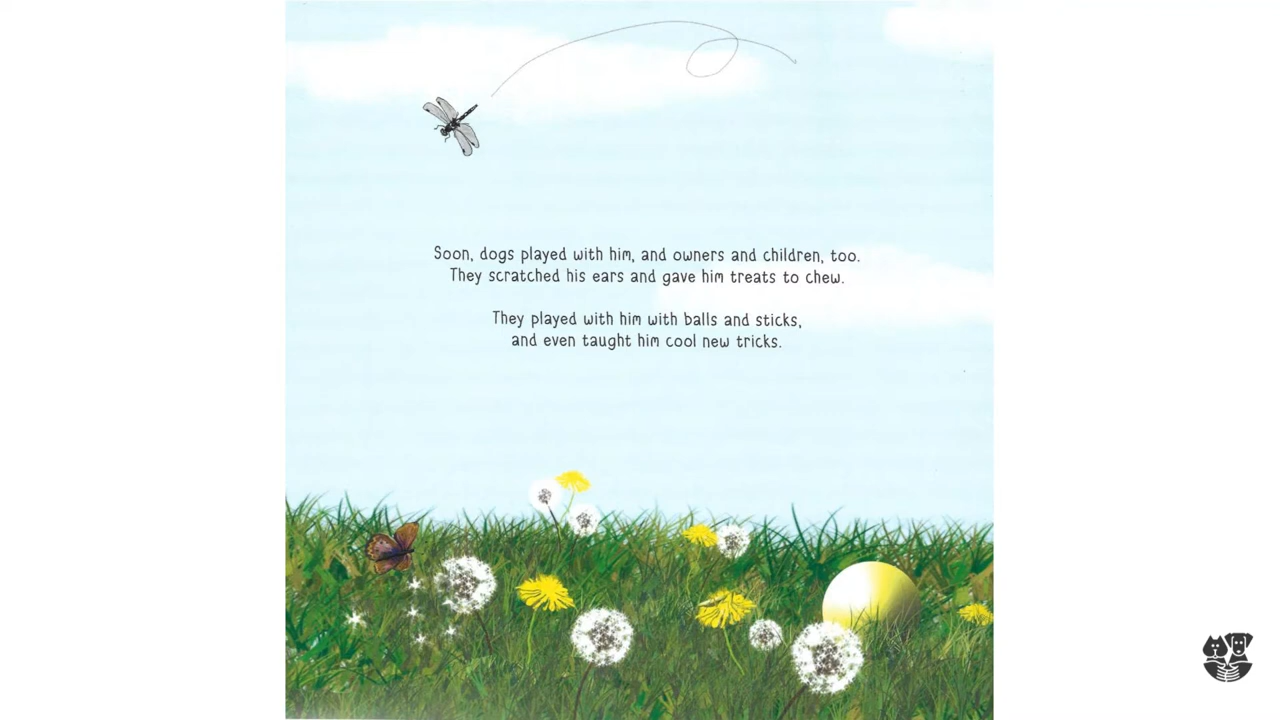 Soon, dogs played with him, and owners and children, too.
They scratched his ears and gave him treats to chew.
They played with him with balls and sticks,
and even taught him cool new tricks.